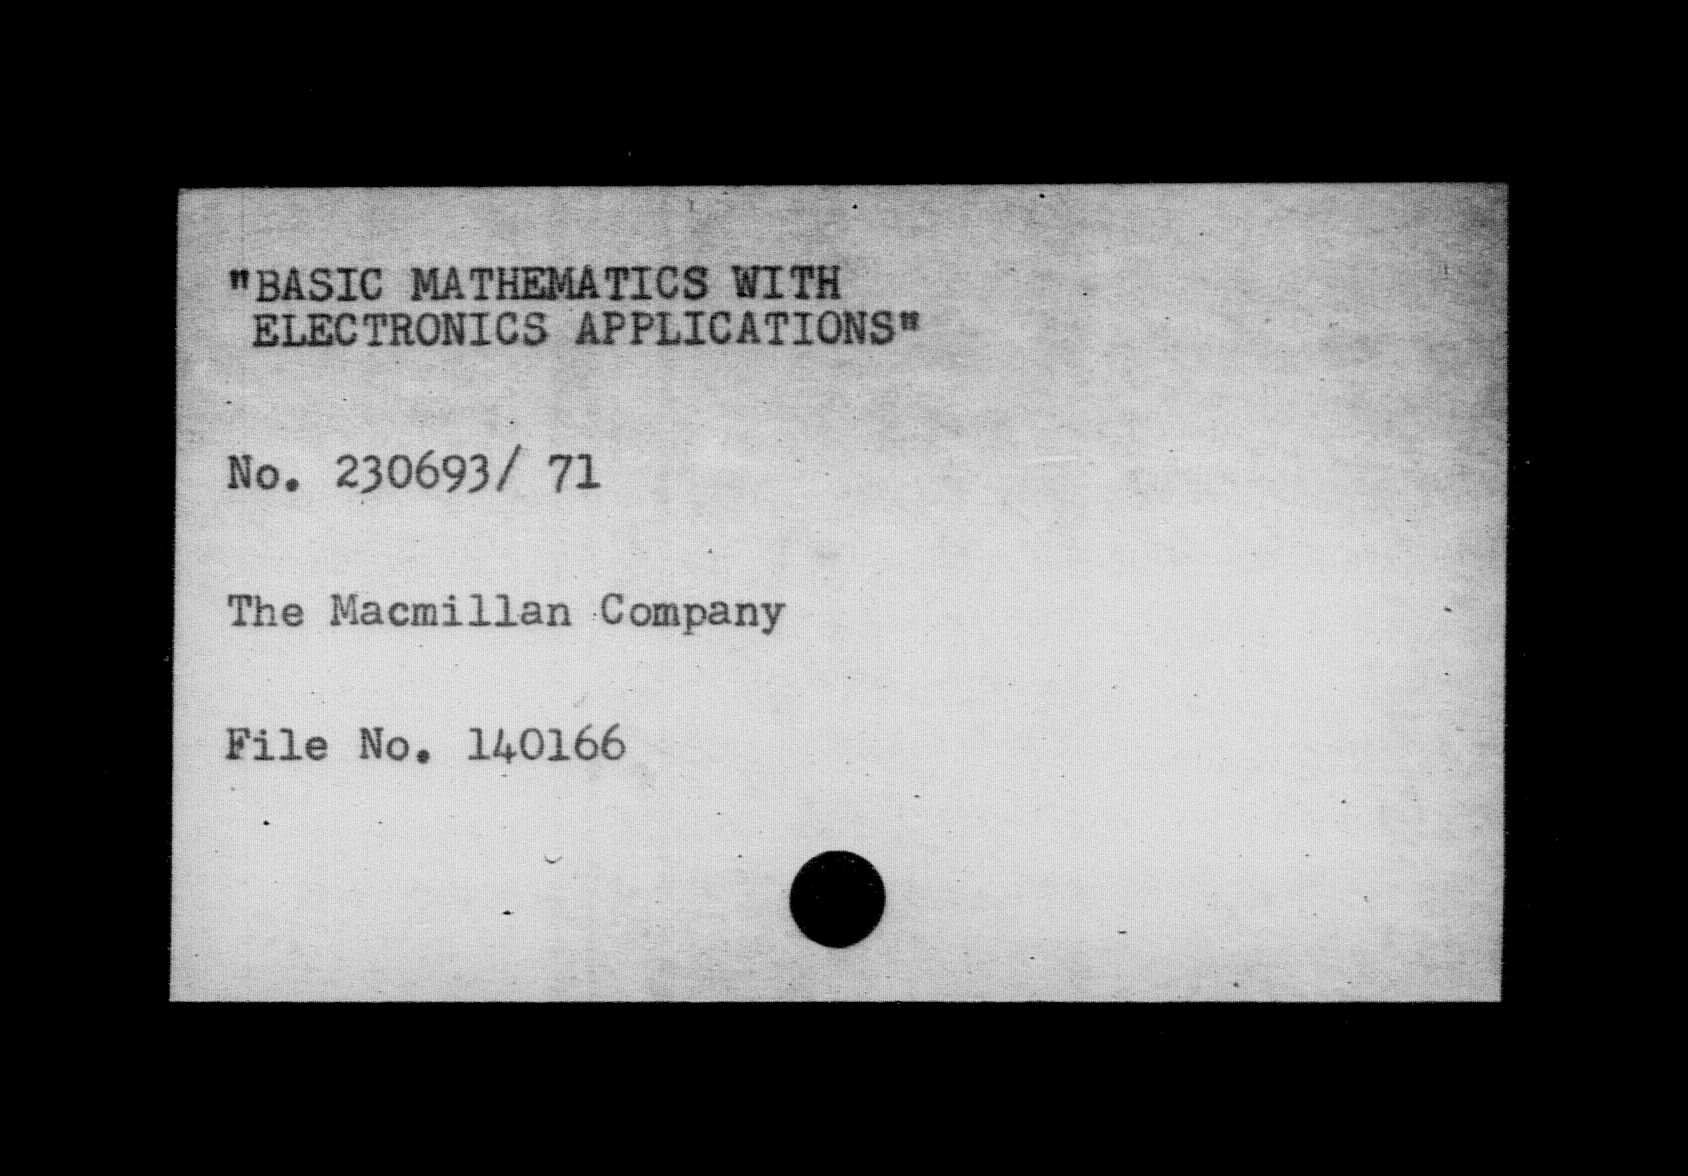 "BASIC MATHEMATICS WITH
ELECTRONICS APPLICATIONS"
No. 230693/ 71
The Macmillan Company
File No. 140166